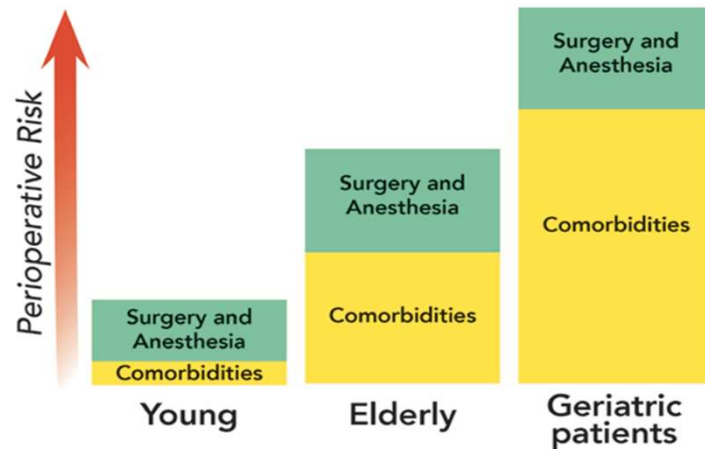 Perioperative Risk
Surgery and
Anesthesia
Comorbidities
Young
Surgery and
Anesthesia
Comorbidities
Elderly
Surgery and
Anesthesia
Comorbidities
Geriatric
patients